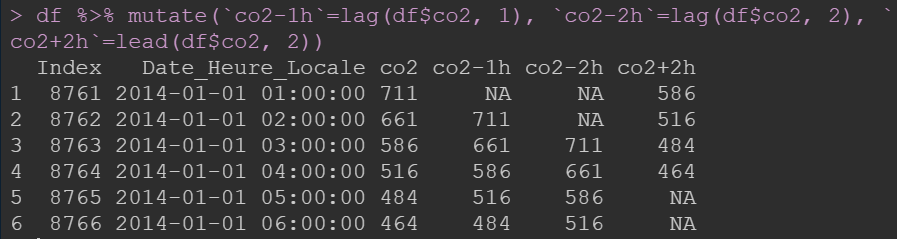 > df %>% mutate(`co2-1h`=lag(df$co2, 1), `co2-2h`=lag(df$co2, 2), `
co2+2h`=lead(df$co2, 2))
  Index   Date_Heure_Locale co2 co2-1h co2-2h co2+2h
1  8761 2014-01-01 01:00:00 711     NA     NA    586
2  8762 2014-01-01 02:00:00 661    711     NA    516
3  8763 2014-01-01 03:00:00 586    661    711    484
4  8764 2014-01-01 04:00:00 516    586    661    464
5  8765 2014-01-01 05:00:00 484    516    586     NA
6  8766 2014-01-01 06:00:00 464    484    516     NA